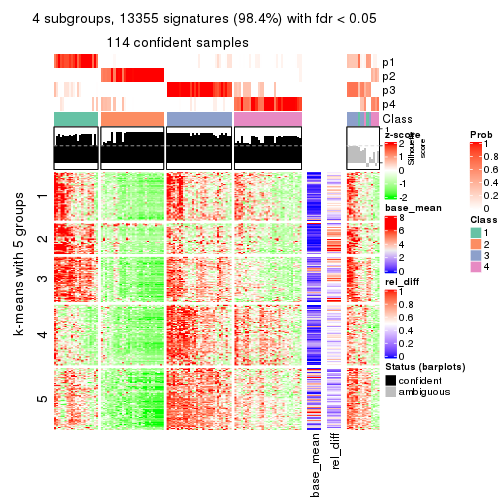 4 subgroups, 13355 signatures (98.4%) with fdr < 0.05
114 confident samples
p1
p2
p3
p4
Class
1
Silhouette
score
k-means with 5 groups
1
2
3
4
5
base_mean
rel_diff
z-score
2
1
0
-1
-2
base_mean
8
6
4
2
0
rel_diff
1
0.8
0.6
0.4
0.2
0
Status (barplots)
confident
ambiguous
Prob
1
0.8
0.6
0.4
0.2
0
Class
1
2
3
4